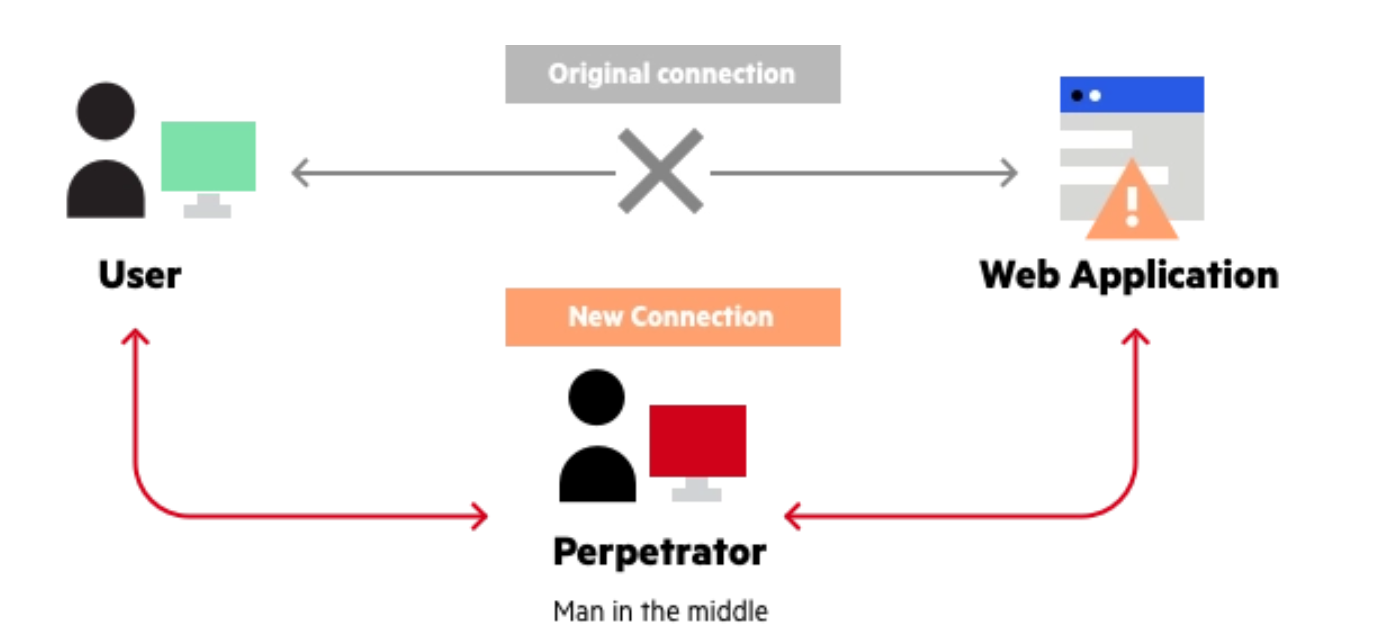 Original connection
User
Web Application
New Connection
Perpetrator
Man in the middle